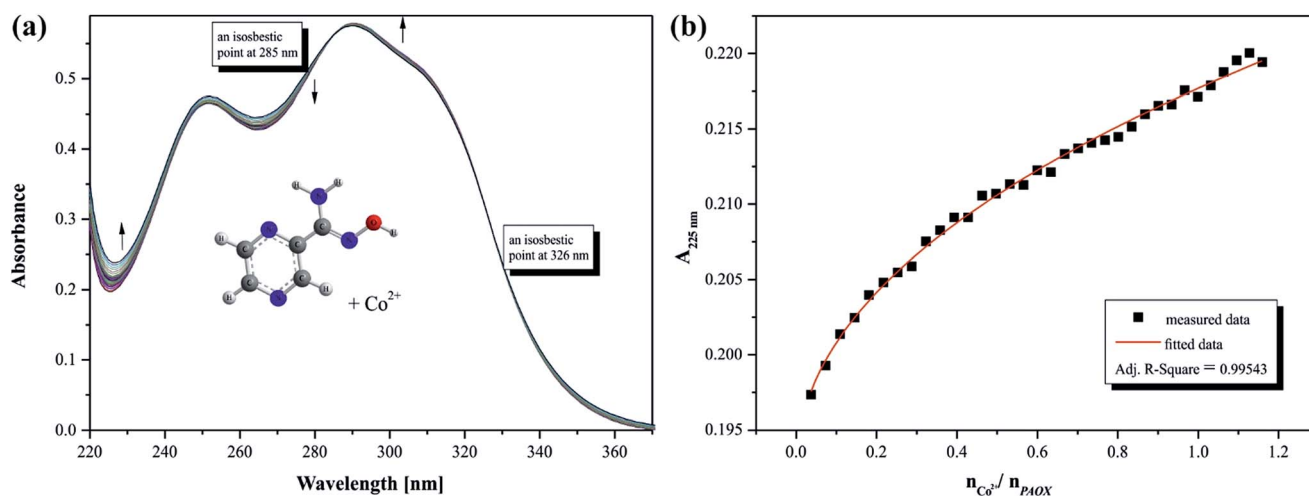 (a)
an isosbestic
point at 285 nm
an isosbestic
point at 326 nm
+ Co²⁺
H
H
N
O
H
C
N
N
C
C
H
C
C
H
N
H
0.5
0.4
0.3
0.2
0.1
0.0
Absorbance
220 240 260 280 300 320 340 360
Wavelength [nm]
(b)
0.220
0.215
0.210
0.205
0.200
0.195
A₂₂₅ ₙₘ
measured data
fitted data
Adj. R-Square = 0.99543
0.0 0.2 0.4 0.6 0.8 1.0 1.2
n_Co²⁺/ n_PAOX